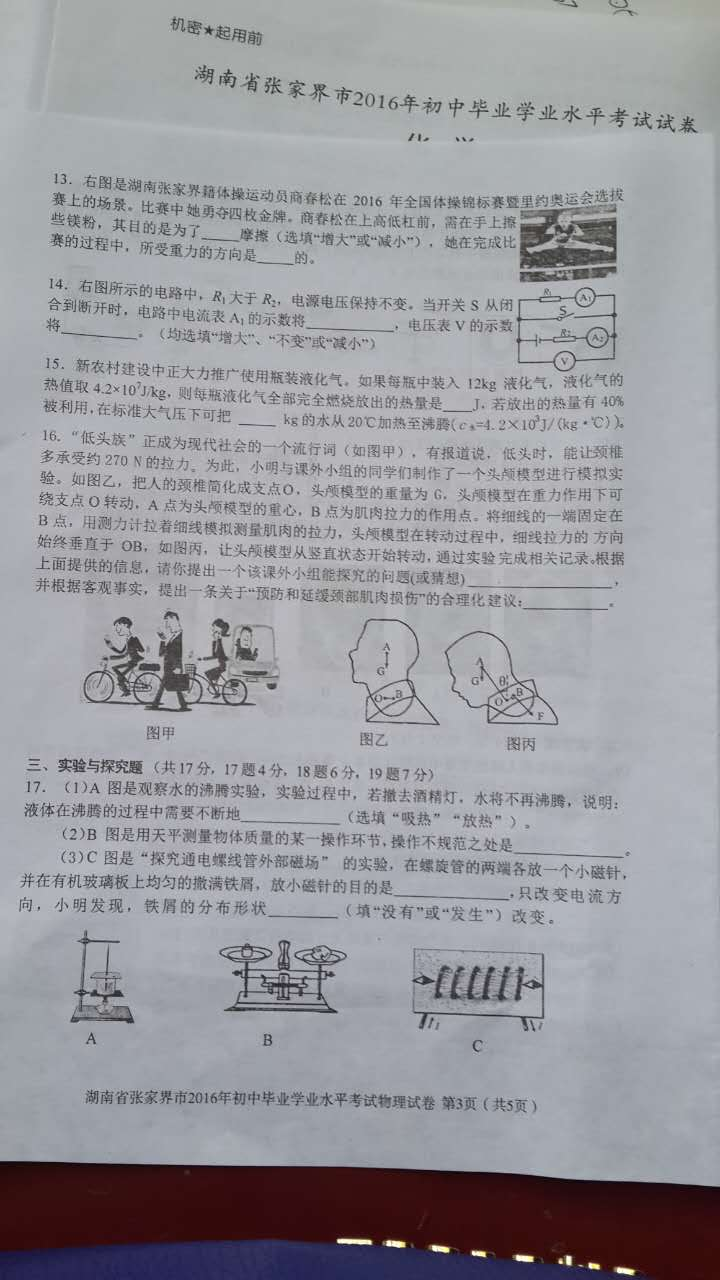 机密★起用前
湖南省张家界市2016年初中毕业学业水平考试试卷
13. 右图是湖南张家界籍体操运动员商春松在 2016 年全国体操锦标赛暨里约奥运会选拔
赛上的场景。比赛中她勇夺四枚金牌。商春松在上高低杠前，需在手上擦
些镁粉，其目的是为了_____摩擦（选填“增大”或“减小”），她在完成比
赛的过程中，所受重力的方向是_____的。
14. 右图所示的电路中，R₁大于 R₂，电源电压保持不变。当开关 S 从闭
合到断开时，电路中电流表 A₁的示数将__________，电压表 V 的示数
将_________。（均选填“增大”、“不变”或“减小”）
R₁ A₁
S
R₂ A₂
V
15. 新农村建设中正大力推广使用瓶装液化气。如果每瓶中装入 12kg 液化气，液化气的
热值取 4.2×10⁷J/kg，则每瓶液化气全部完全燃烧放出的热量是____J，若放出的热量有 40%
被利用，在标准大气压下可把 _____ kg 的水从20℃加热至沸腾(c水=4.2×10³J/(kg·℃))。
16. “低头族”正成为现代社会的一个流行词（如图甲），有报道说，低头时，能让颈椎
多承受约 270 N 的拉力。为此，小明与课外小组的同学们制作了一个头颅模型进行模拟实
验。如图乙，把人的颈椎简化成支点O，头颅模型的重量为 G，头颅模型在重力作用下可
绕支点 O 转动，A 点为头颅模型的重心，B 点为肌肉拉力的作用点。将细线的一端固定在
B 点，用测力计拉着细线模拟测量肌肉的拉力，头颅模型在转动过程中，细线拉力的 方向
始终垂直于 OB，如图丙，让头颅模型从竖直状态开始转动，通过实验 完成相关记录。根据
上面提供的信息，请你提出一个该课外小组能探究的问题(或猜想)_________________，
并根据客观事实，提出一条关于“预防和延缓颈部肌肉损伤”的合理化建议：__________。
A
G
O B
A
G θ
O B
F
图甲 图乙 图丙
三、实验与探究题（共17分，17题4分，18题6分，19题7分）
17. （1）A 图是观察水的沸腾实验，实验过程中，若撤去酒精灯，水将不再沸腾，说明：
液体在沸腾的过程中需要不断地____________（选填“吸热”“放热”）。
（2）B 图是用天平测量物体质量的某一操作环节，操作不规范之处是_____________。
（3）C 图是“探究通电螺线管外部磁场” 的实验，在螺旋管的两端各放一个小磁针，
并在有机玻璃板上均匀的撒满铁屑，放小磁针的目的是______________，只改变电流方
向，小明发现，铁屑的分布形状________（填“没有”或“发生”）改变。
A B C
湖南省张家界市2016年初中毕业学业水平考试物理试卷 第3页（共5页）